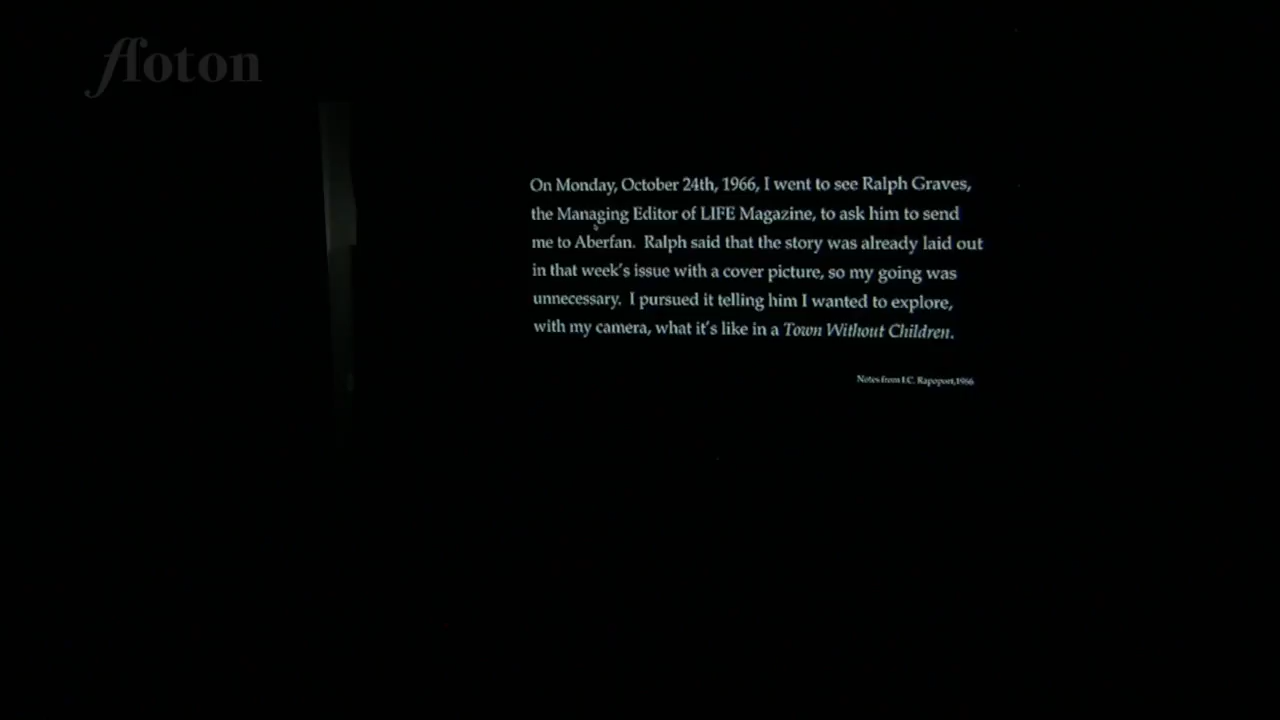 ffoton
On Monday, October 24th, 1966, I went to see Ralph Graves,
the Managing Editor of LIFE Magazine, to ask him to send
me to Aberfan. Ralph said that the story was already laid out
in that week's issue with a cover picture, so my going was
unnecessary. I pursued it telling him I wanted to explore,
with my camera, what it's like in a Town Without Children.
Notes from I.C. Rapoport,1966